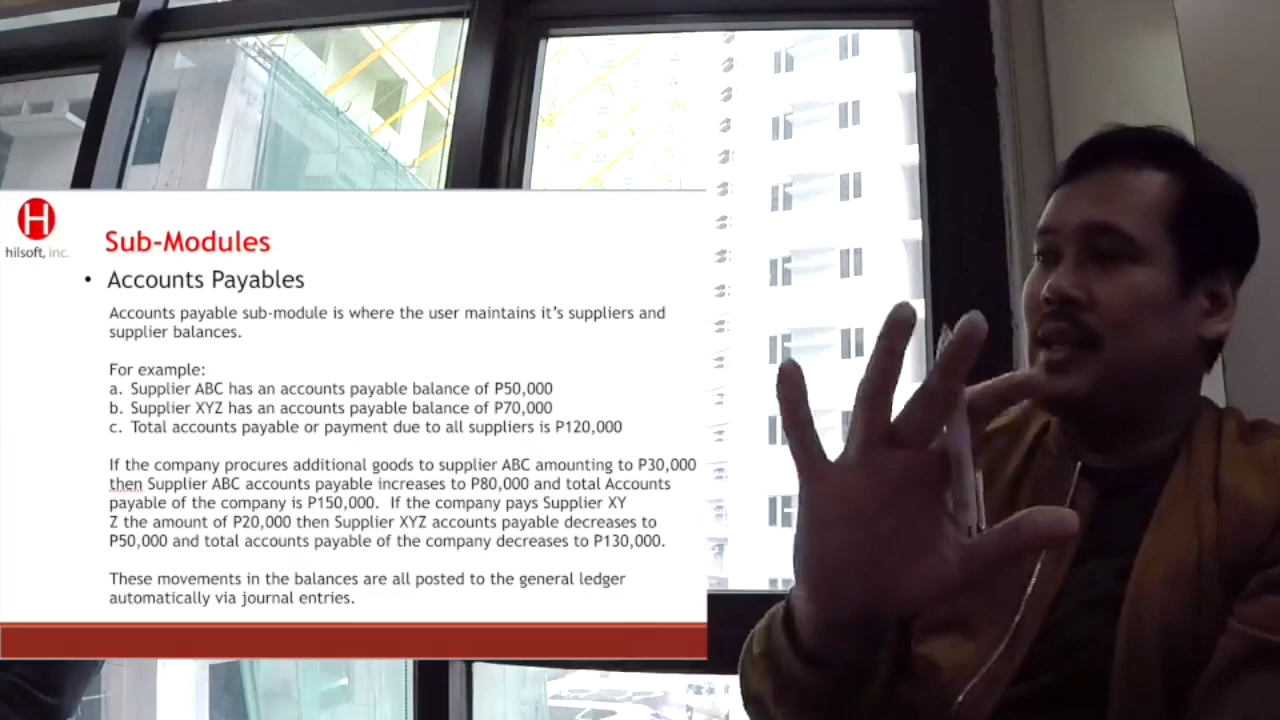 H
hilsoft, inc.
Sub-Modules
• Accounts Payables
Accounts payable sub-module is where the user maintains it’s suppliers and
supplier balances.
For example:
a. Supplier ABC has an accounts payable balance of P50,000
b. Supplier XYZ has an accounts payable balance of P70,000
c. Total accounts payable or payment due to all suppliers is P120,000
If the company procures additional goods to supplier ABC amounting to P30,000
then Supplier ABC accounts payable increases to P80,000 and total Accounts
payable of the company is P150,000. If the company pays Supplier XY
Z the amount of P20,000 then Supplier XYZ accounts payable decreases to
P50,000 and total accounts payable of the company decreases to P130,000.
These movements in the balances are all posted to the general ledger
automatically via journal entries.